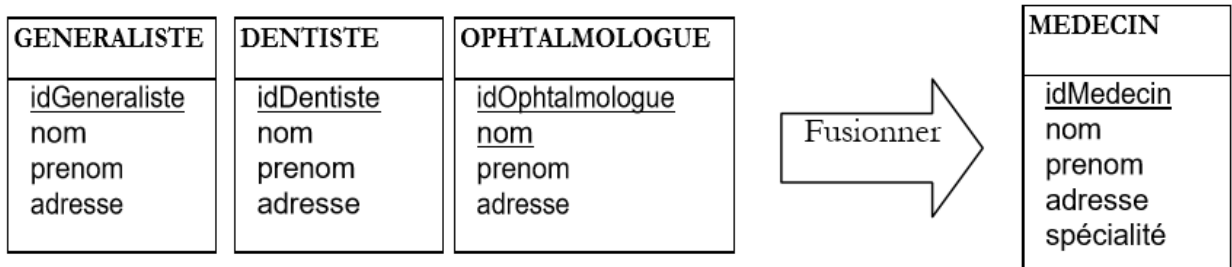 GENERALISTE
idGeneraliste
nom
prenom
adresse
DENTISTE
idDentiste
nom
prenom
adresse
OPHTALMOLOGUE
idOphtalmologue
nom
prenom
adresse
Fusionner
MEDECIN
idMedecin
nom
prenom
adresse
spécialité